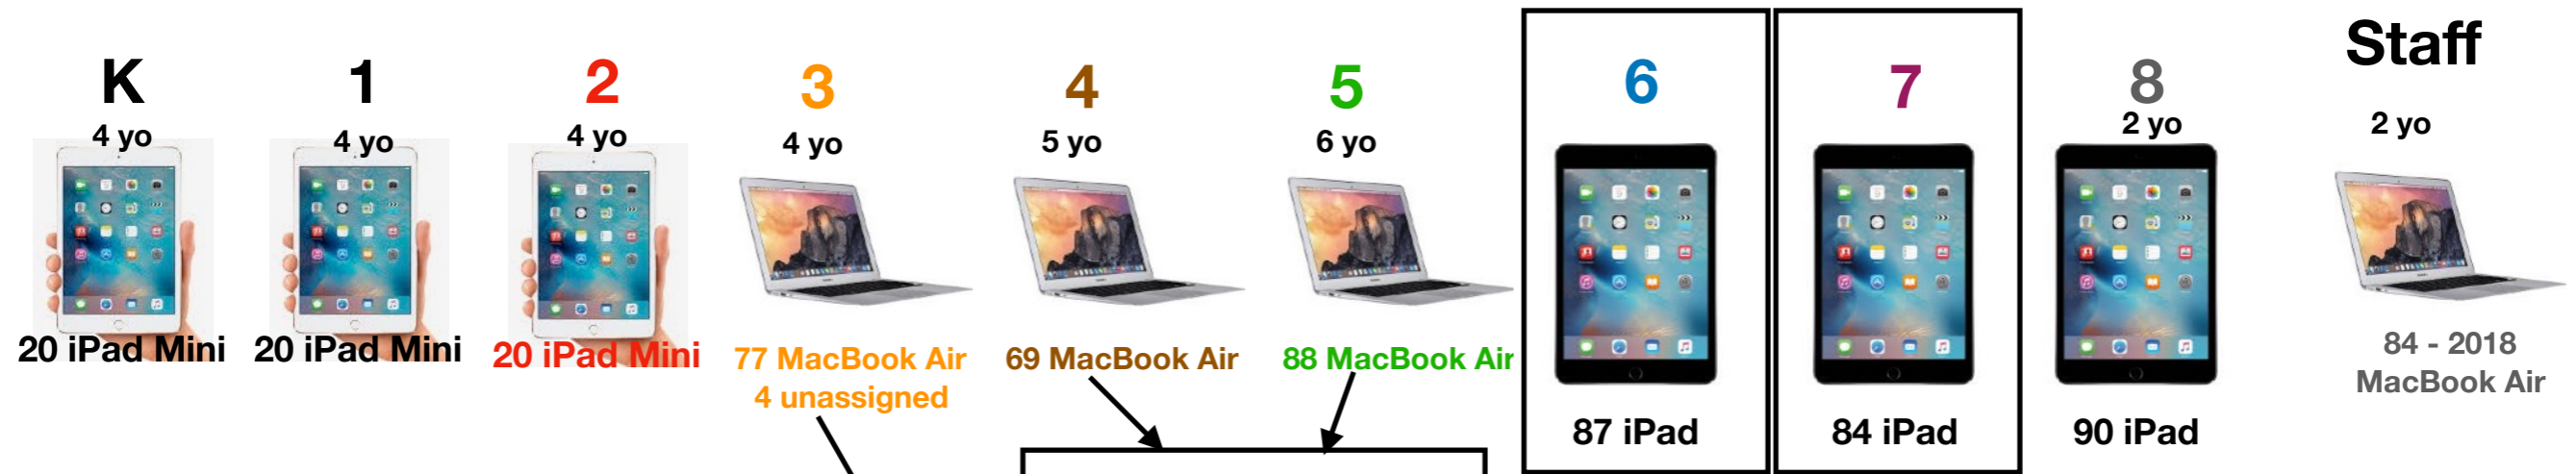 K
4 yo
20 iPad Mini
1
4 yo
20 iPad Mini
2
4 yo
20 iPad Mini
3
4 yo
77 MacBook Air
4 unassigned
4
5 yo
69 MacBook Air
5
6 yo
88 MacBook Air
6
87 iPad
7
84 iPad
8
2 yo
90 iPad
Staff
2 yo
84 - 2018
MacBook Air